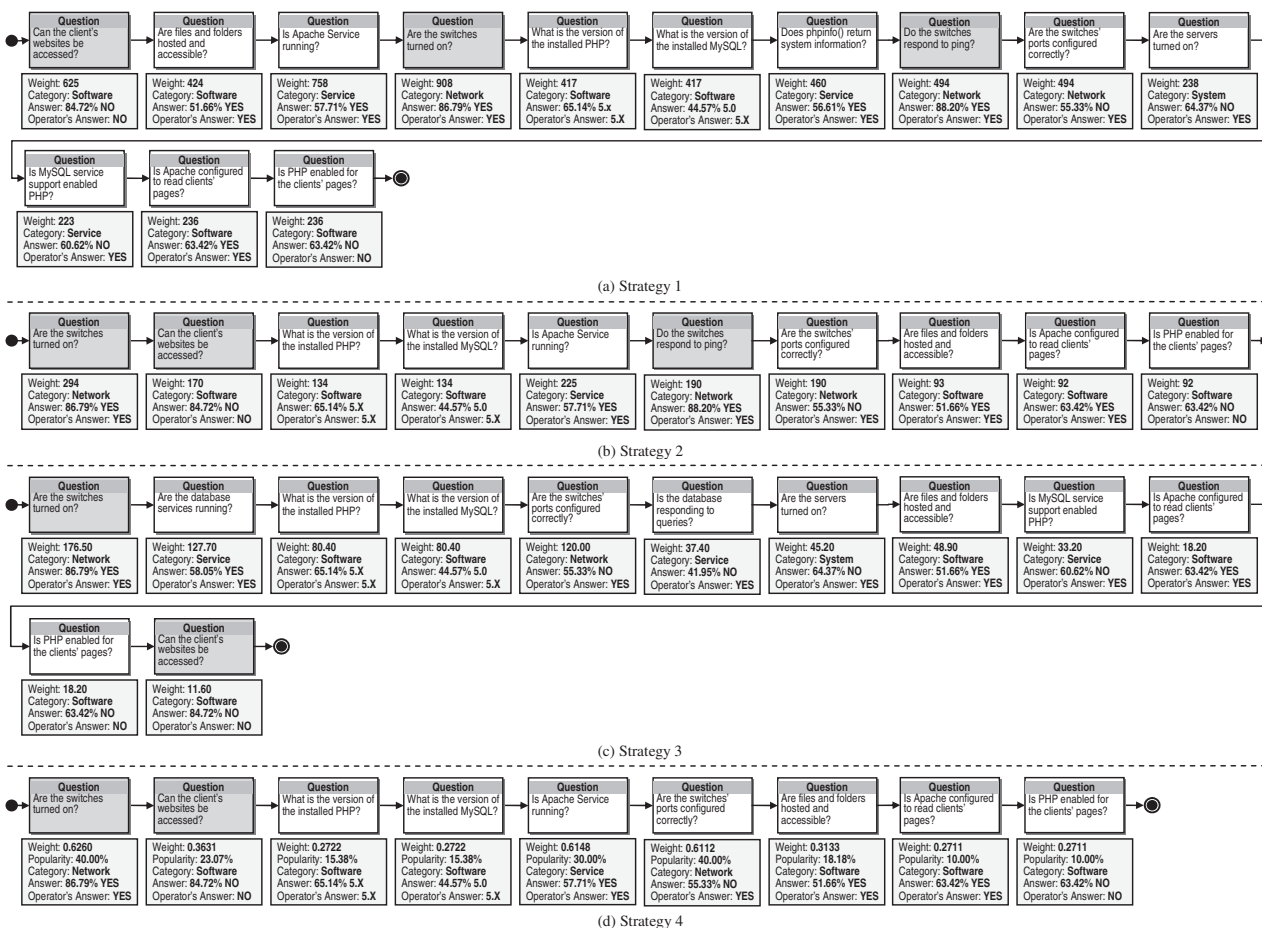 Question
Can the client's
websites be
accessed?
Weight: 625
Category: Software
Answer: 84.72% NO
Operator's Answer: NO
Question
Are files and folders
hosted and
accessible?
Weight: 424
Category: Software
Answer: 51.66% YES
Operator's Answer: YES
Question
Is Apache Service
running?
Weight: 758
Category: Service
Answer: 57.71% YES
Operator's Answer: YES
Question
Are the switches
turned on?
Weight: 908
Category: Network
Answer: 86.79% YES
Operator's Answer: YES
Question
What is the version of
the installed PHP?
Weight: 417
Category: Software
Answer: 65.14% 5.x
Operator's Answer: 5.X
Question
What is the version of
the installed MySQL?
Weight: 417
Category: Software
Answer: 44.57% 5.0
Operator's Answer: 5.X
Question
Does phpinfo() return
system information?
Weight: 460
Category: Service
Answer: 56.61% YES
Operator's Answer: YES
Question
Do the switches
respond to ping?
Weight: 494
Category: Network
Answer: 88.20% YES
Operator's Answer: YES
Question
Are the switches'
ports configured
correctly?
Weight: 494
Category: Network
Answer: 55.33% NO
Operator's Answer: YES
Question
Are the servers
turned on?
Weight: 238
Category: System
Answer: 64.37% NO
Operator's Answer: YES
Question
Is MySQL service
support enabled
PHP?
Weight: 223
Category: Service
Answer: 60.62% NO
Operator's Answer: YES
Question
Is Apache configured
to read clients'
pages?
Weight: 236
Category: Software
Answer: 63.42% YES
Operator's Answer: YES
Question
Is PHP enabled for
the clients' pages?
Weight: 236
Category: Software
Answer: 63.42% NO
Operator's Answer: NO
(a) Strategy 1
Question
Are the switches
turned on?
Weight: 294
Category: Network
Answer: 86.79% YES
Operator's Answer: YES
Question
Can the client's
websites be
accessed?
Weight: 170
Category: Software
Answer: 84.72% NO
Operator's Answer: NO
Question
What is the version of
the installed PHP?
Weight: 134
Category: Software
Answer: 65.14% 5.X
Operator's Answer: 5.X
Question
What is the version of
the installed MySQL?
Weight: 134
Category: Software
Answer: 44.57% 5.0
Operator's Answer: 5.X
Question
Is Apache Service
running?
Weight: 225
Category: Service
Answer: 57.71% YES
Operator's Answer: YES
Question
Do the switches
respond to ping?
Weight: 190
Category: Network
Answer: 88.20% YES
Operator's Answer: YES
Question
Are the switches'
ports configured
correctly?
Weight: 190
Category: Network
Answer: 55.33% NO
Operator's Answer: YES
Question
Are files and folders
hosted and
accessible?
Weight: 93
Category: Software
Answer: 51.66% YES
Operator's Answer: YES
Question
Is Apache configured
to read clients'
pages?
Weight: 92
Category: Software
Answer: 63.42% YES
Operator's Answer: YES
Question
Is PHP enabled for
the clients' pages?
Weight: 92
Category: Software
Answer: 63.42% NO
Operator's Answer: NO
(b) Strategy 2
Question
Are the switches
turned on?
Weight: 176.50
Category: Network
Answer: 86.79% YES
Operator's Answer: YES
Question
Are the database
services running?
Weight: 127.70
Category: Service
Answer: 58.05% YES
Operator's Answer: YES
Question
What is the version of
the installed PHP?
Weight: 80.40
Category: Software
Answer: 65.14% 5.X
Operator's Answer: 5.X
Question
What is the version of
the installed MySQL?
Weight: 80.40
Category: Software
Answer: 44.57% 5.0
Operator's Answer: 5.X
Question
Are the switches'
ports configured
correctly?
Weight: 120.00
Category: Network
Answer: 55.33% NO
Operator's Answer: YES
Question
Is the database
responding to
queries?
Weight: 37.40
Category: Service
Answer: 41.95% NO
Operator's Answer: YES
Question
Are the servers
turned on?
Weight: 45.20
Category: System
Answer: 64.37% NO
Operator's Answer: YES
Question
Are files and folders
hosted and
accessible?
Weight: 48.90
Category: Software
Answer: 51.66% YES
Operator's Answer: YES
Question
Is MySQL service
support enabled
PHP?
Weight: 33.20
Category: Service
Answer: 60.62% NO
Operator's Answer: YES
Question
Is Apache configured
to read clients'
pages?
Weight: 18.20
Category: Software
Answer: 63.42% YES
Operator's Answer: YES
Question
Is PHP enabled for
the clients' pages?
Weight: 18.20
Category: Software
Answer: 63.42% NO
Operator's Answer: NO
Question
Can the client's
websites be
accessed?
Weight: 11.60
Category: Software
Answer: 84.72% NO
Operator's Answer: NO
(c) Strategy 3
Question
Are the switches
turned on?
Weight: 0.6260
Popularity: 40.00%
Category: Network
Answer: 86.79% YES
Operator's Answer: YES
Question
Can the client's
websites be
accessed?
Weight: 0.3631
Popularity: 23.07%
Category: Software
Answer: 84.72% NO
Operator's Answer: NO
Question
What is the version of
the installed PHP?
Weight: 0.2722
Popularity: 15.38%
Category: Software
Answer: 65.14% 5.X
Operator's Answer: 5.X
Question
What is the version of
the installed MySQL?
Weight: 0.2722
Popularity: 15.38%
Category: Software
Answer: 44.57% 5.0
Operator's Answer: 5.X
Question
Is Apache Service
running?
Weight: 0.6148
Popularity: 30.00%
Category: Service
Answer: 57.71% YES
Operator's Answer: YES
Question
Are the switches'
ports configured
correctly?
Weight: 0.6112
Popularity: 40.00%
Category: Network
Answer: 55.33% NO
Operator's Answer: YES
Question
Are files and folders
hosted and
accessible?
Weight: 0.3133
Popularity: 18.18%
Category: Software
Answer: 51.66% YES
Operator's Answer: YES
Question
Is Apache configured
to read clients'
pages?
Weight: 0.2711
Popularity: 10.00%
Category: Software
Answer: 63.42% YES
Operator's Answer: YES
Question
Is PHP enabled for
the clients' pages?
Weight: 0.2711
Popularity: 10.00%
Category: Software
Answer: 63.42% NO
Operator's Answer: NO
(d) Strategy 4